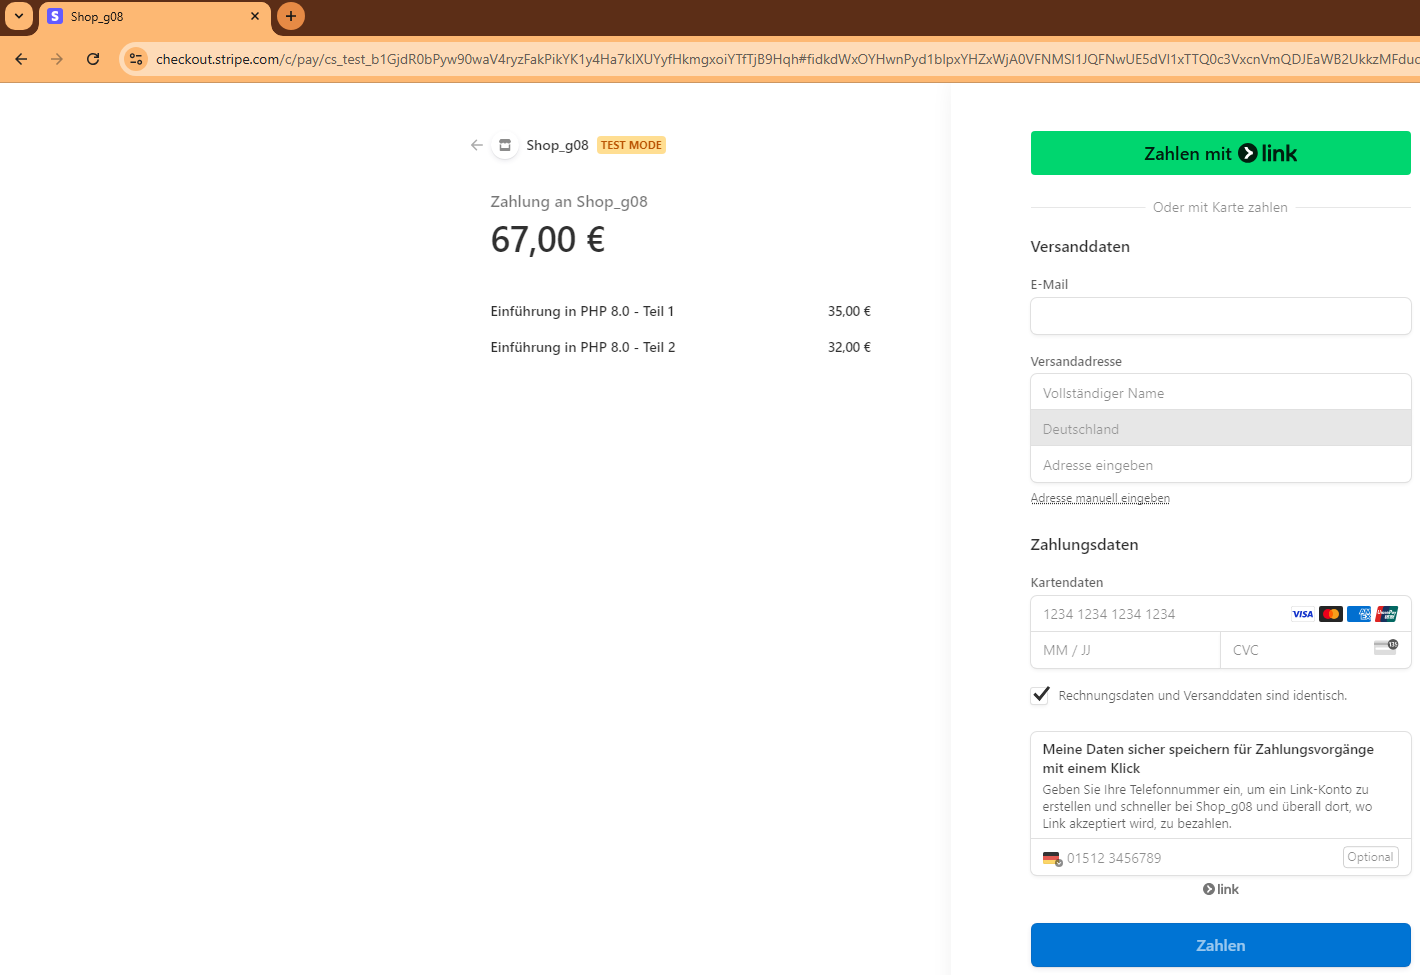 Shop_g08
checkout.stripe.com/c/pay/cs_test_b1GjdR0bPyw90waV4ryzFakPikYK1y4Ha7kIXUYyfHkmgxoiYTfTjB9Hqh#fidkdWxOYHwnPyd1blpxYHZxWjA0VFNMSl1JQFNwUE5dVl1xTTQ0c3VxcnVmQDJEaWB2UkkzMFduc
Shop_g08 TEST MODE
Zahlung an Shop_g08
67,00 €
Einführung in PHP 8.0 - Teil 1 35,00 €
Einführung in PHP 8.0 - Teil 2 32,00 €
Zahlen mit link
Oder mit Karte zahlen
Versanddaten
E-Mail
Versandadresse
Vollständiger Name
Deutschland
Adresse eingeben
Adresse manuell eingeben
Zahlungsdaten
Kartendaten
1234 1234 1234 1234 VISA
MM / JJ CVC
Rechnungsdaten und Versanddaten sind identisch.
Meine Daten sicher speichern für Zahlungsvorgänge
mit einem Klick
Geben Sie Ihre Telefonnummer ein, um ein Link-Konto zu
erstellen und schneller bei Shop_g08 und überall dort, wo
Link akzeptiert wird, zu bezahlen.
01512 3456789 Optional
link
Zahlen